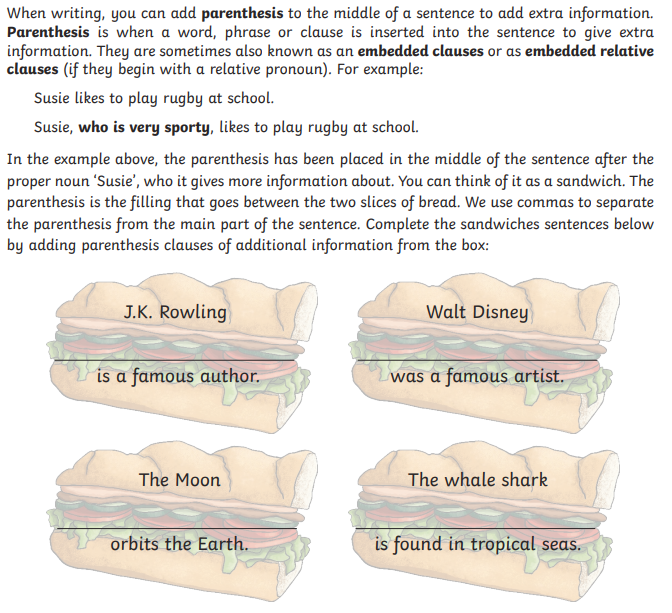 When writing, you can add parenthesis to the middle of a sentence to add extra information.
Parenthesis is when a word, phrase or clause is inserted into the sentence to give extra
information. They are sometimes also known as an embedded clauses or as embedded relative
clauses (if they begin with a relative pronoun). For example:
Susie likes to play rugby at school.
Susie, who is very sporty, likes to play rugby at school.
In the example above, the parenthesis has been placed in the middle of the sentence after the
proper noun ‘Susie’, who it gives more information about. You can think of it as a sandwich. The
parenthesis is the filling that goes between the two slices of bread. We use commas to separate
the parenthesis from the main part of the sentence. Complete the sandwiches sentences below
by adding parenthesis clauses of additional information from the box:
J.K. Rowling
is a famous author.
Walt Disney
was a famous artist.
The Moon
orbits the Earth.
The whale shark
is found in tropical seas.